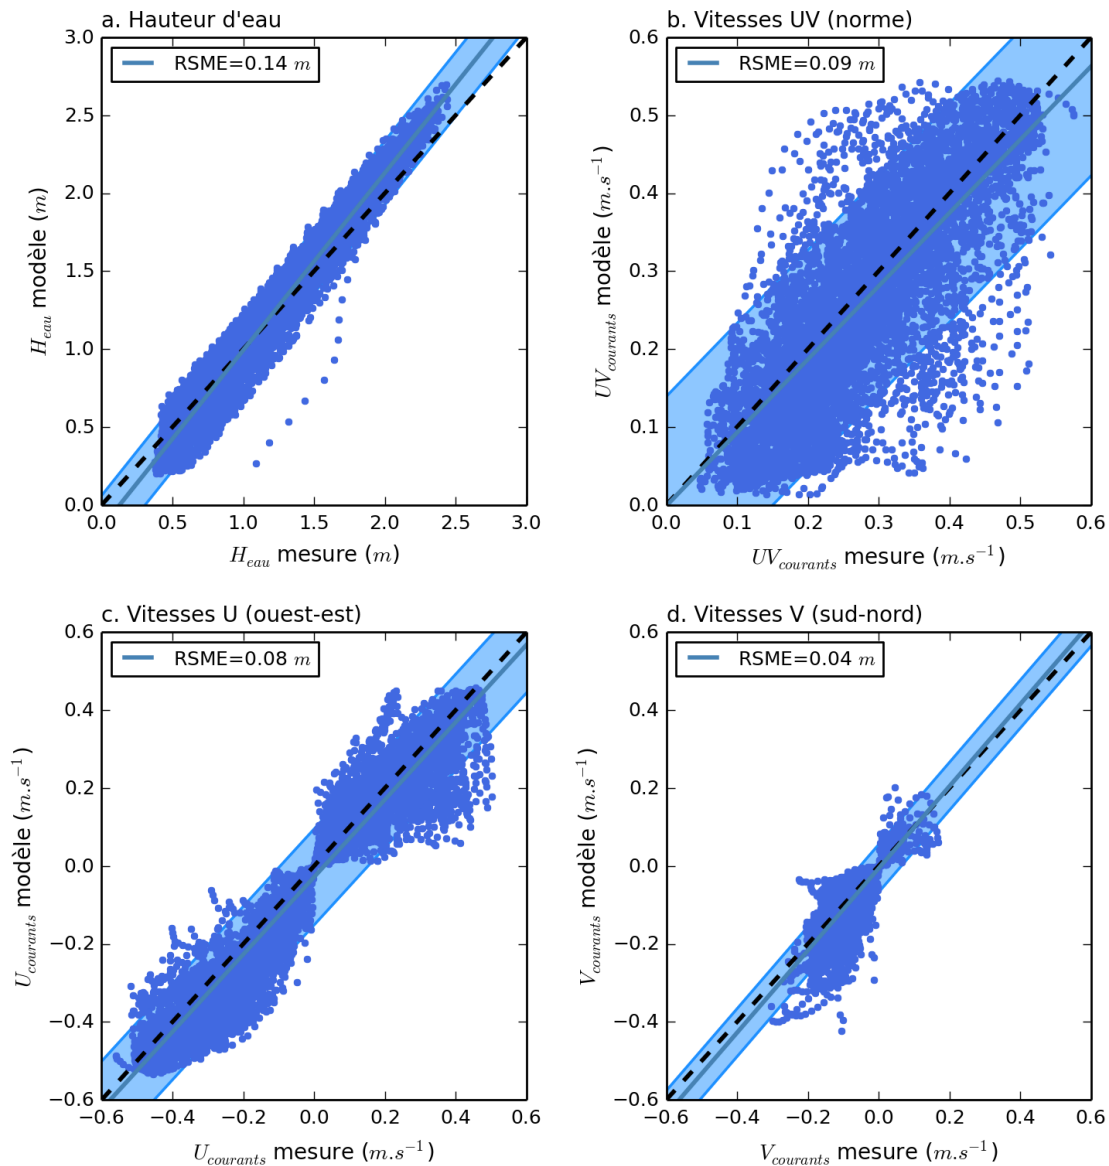 a. Hauteur d'eau
RSME=0.14 m
3.0
2.5
2.0
1.5
1.0
0.5
0.0
H_eau modèle (m)
0.0 0.5 1.0 1.5 2.0 2.5 3.0
H_eau mesure (m)
b. Vitesses UV (norme)
RSME=0.09 m
0.6
0.5
0.4
0.3
0.2
0.1
0.0
UV_courants modèle (m.s⁻¹)
0.0 0.1 0.2 0.3 0.4 0.5 0.6
UV_courants mesure (m.s⁻¹)
c. Vitesses U (ouest-est)
RSME=0.08 m
0.6
0.4
0.2
0.0
−0.2
−0.4
−0.6
U_courants modèle (m.s⁻¹)
−0.6 −0.4 −0.2 0.0 0.2 0.4 0.6
U_courants mesure (m.s⁻¹)
d. Vitesses V (sud-nord)
RSME=0.04 m
0.6
0.4
0.2
0.0
−0.2
−0.4
−0.6
V_courants modèle (m.s⁻¹)
−0.6 −0.4 −0.2 0.0 0.2 0.4 0.6
V_courants mesure (m.s⁻¹)